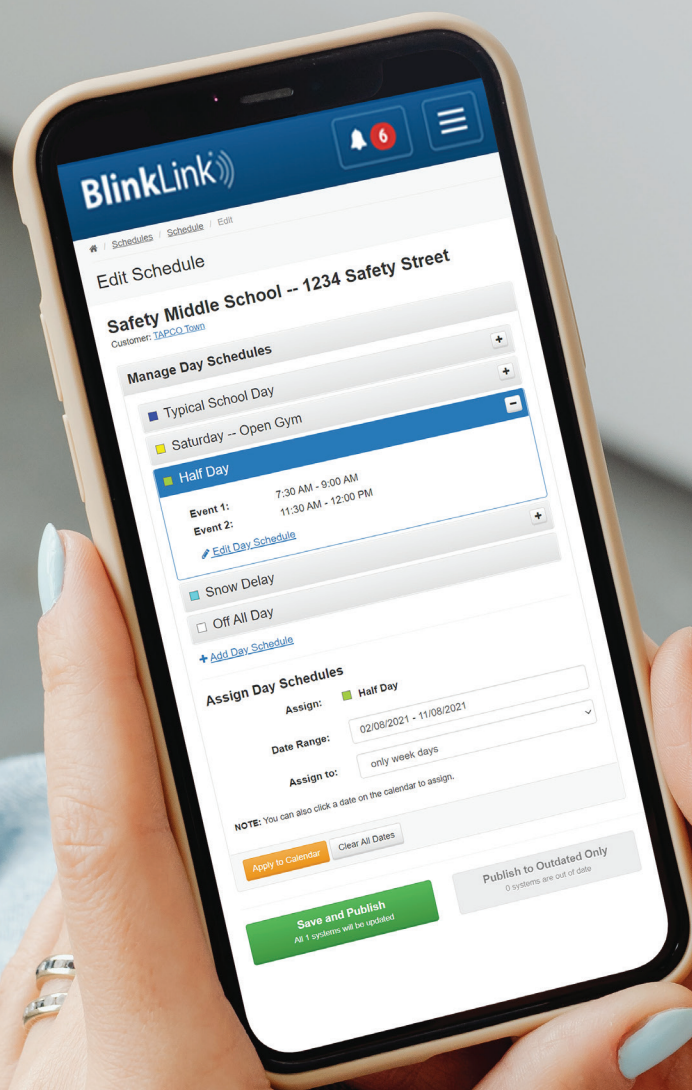 BlinkLink
6
Schedules / Schedule / Edit
Edit Schedule
Safety Middle School -- 1234 Safety Street
Customer: TAPCO Town
Manage Day Schedules
Typical School Day
+
Saturday -- Open Gym
+
Half Day
−
Event 1: 7:30 AM - 9:00 AM
Event 2: 11:30 AM - 12:00 PM
Edit Day Schedule
Snow Delay
+
Off All Day
+ Add Day Schedule
Assign Day Schedules
Assign: Half Day
Date Range: 02/08/2021 - 11/08/2021
Assign to: only week days
NOTE: You can also click a date on the calendar to assign.
Apply to Calendar
Clear All Dates
Save and Publish
All 1 systems will be updated
Publish to Outdated Only
0 systems are out of date